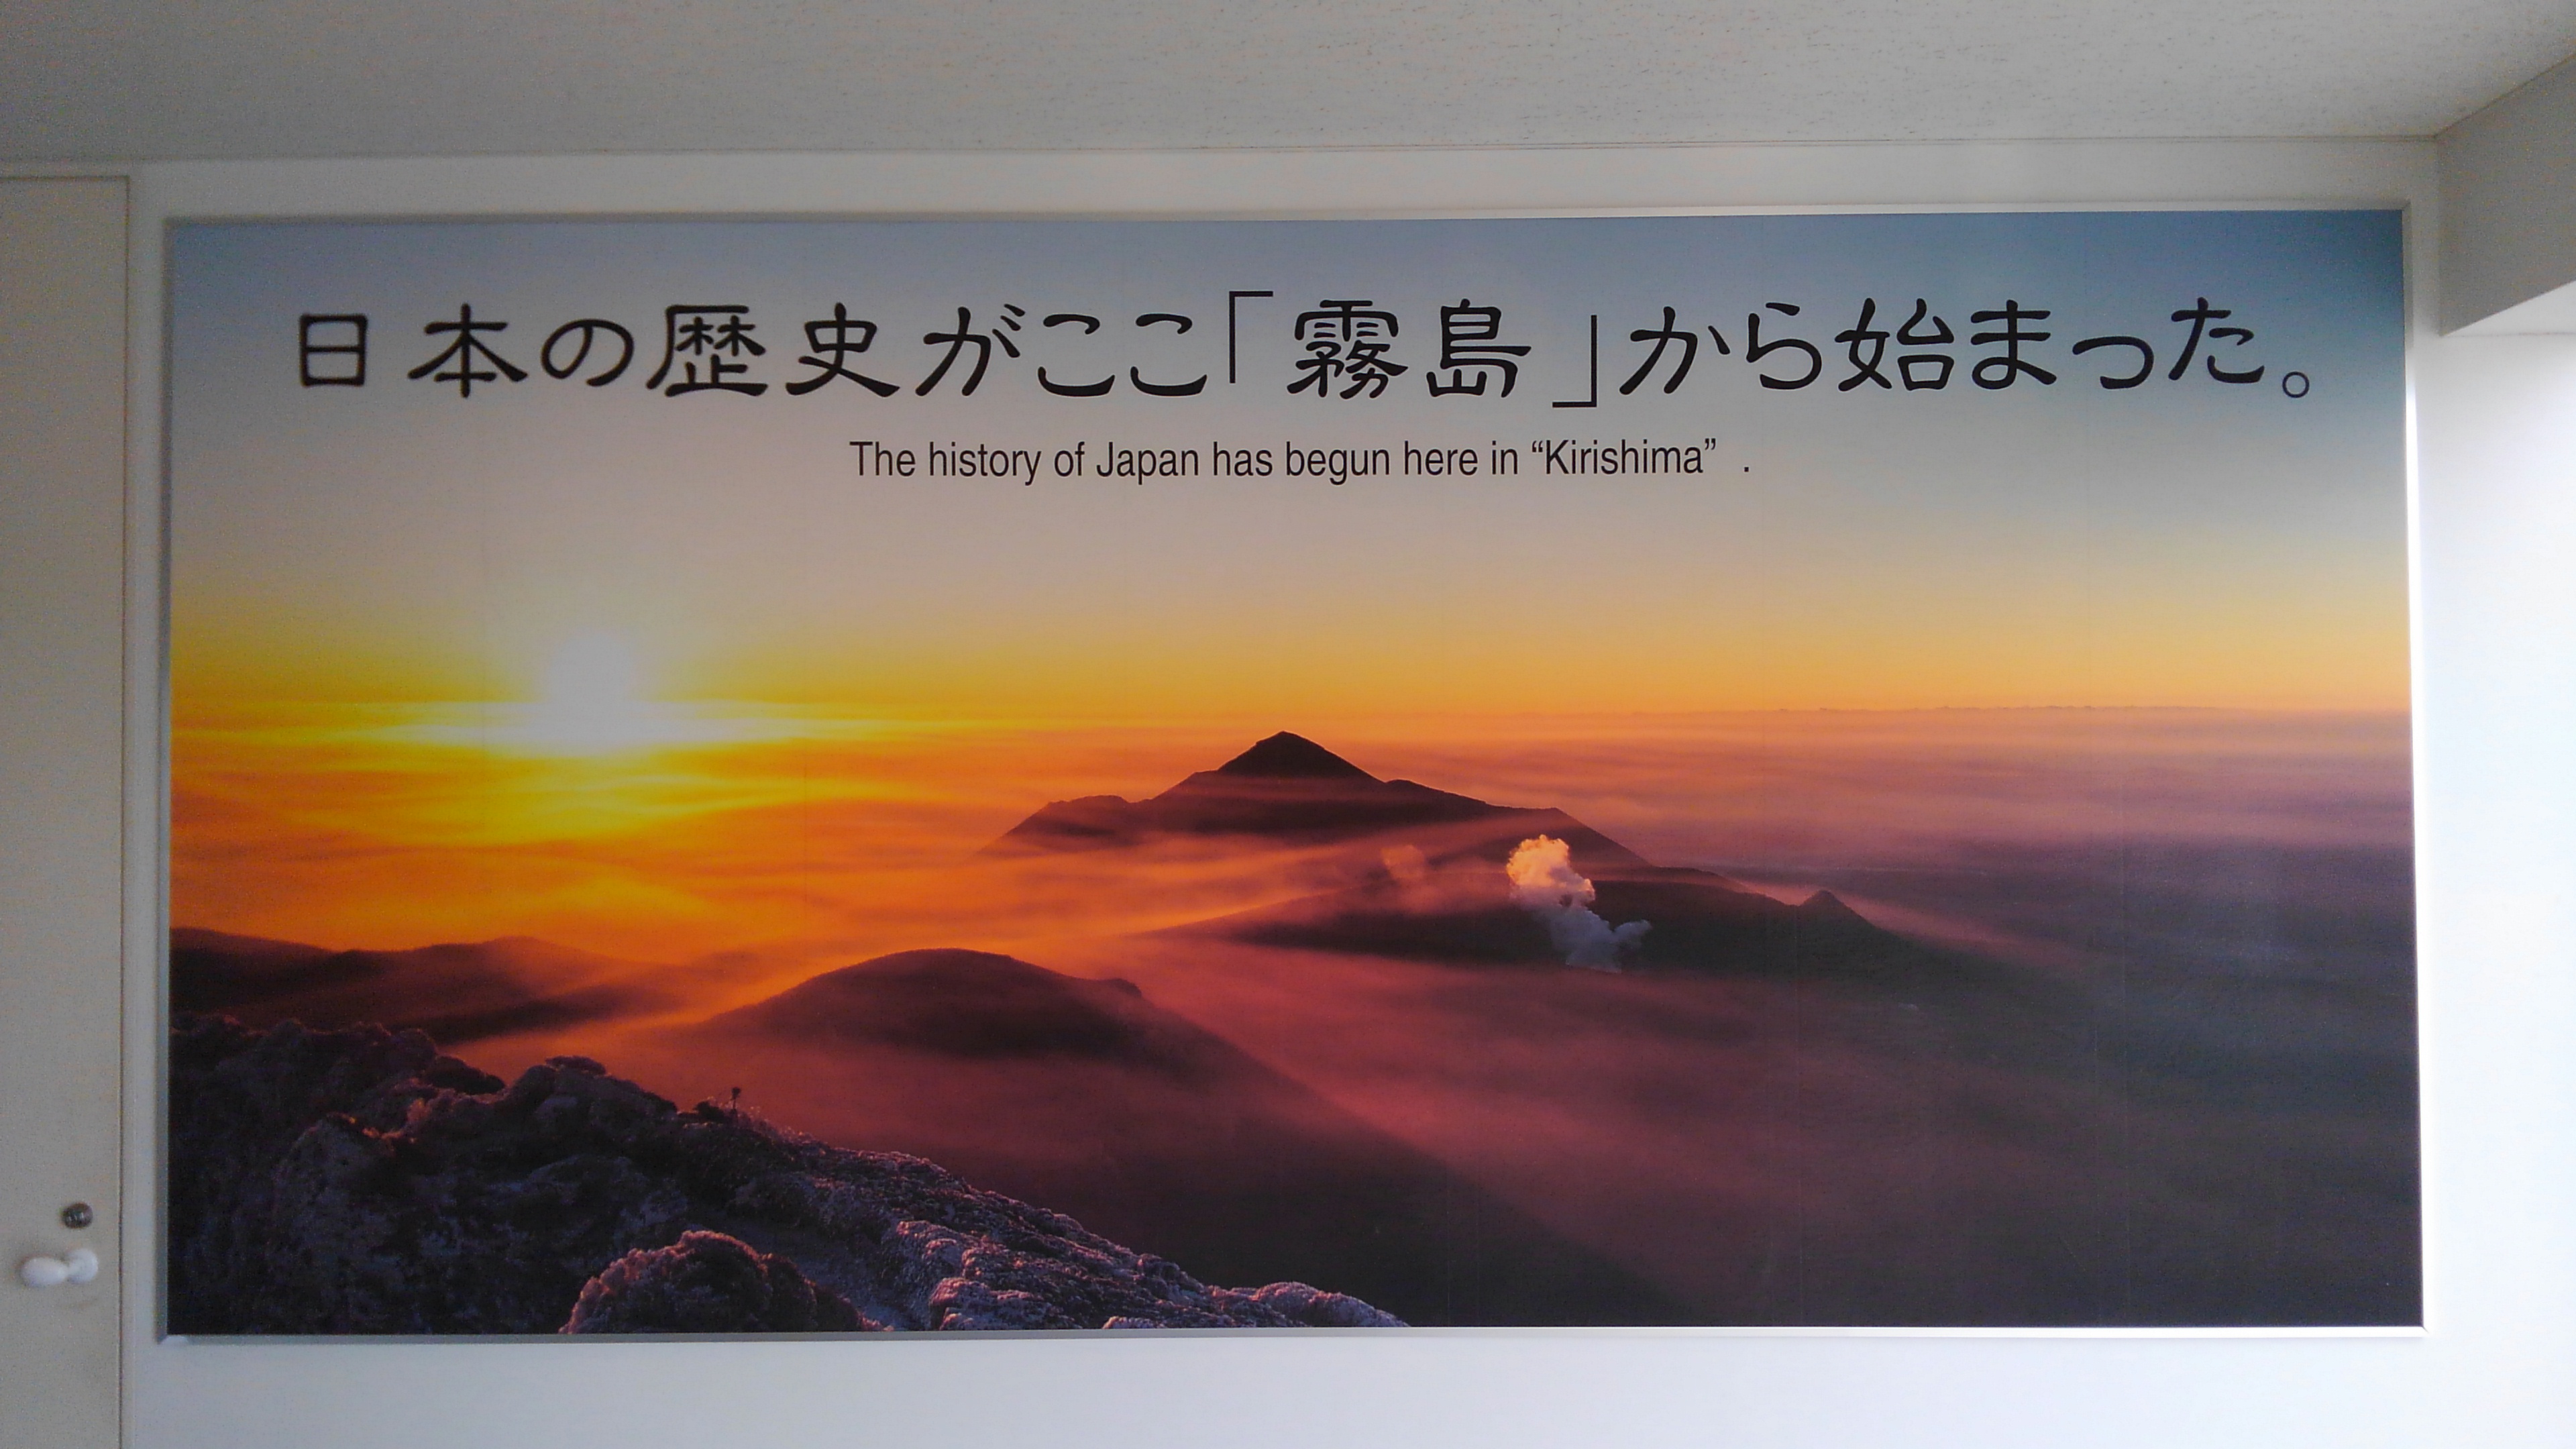 日本の歴史がここ「霧島」から始まった。
The history of Japan has begun here in “Kirishima” .